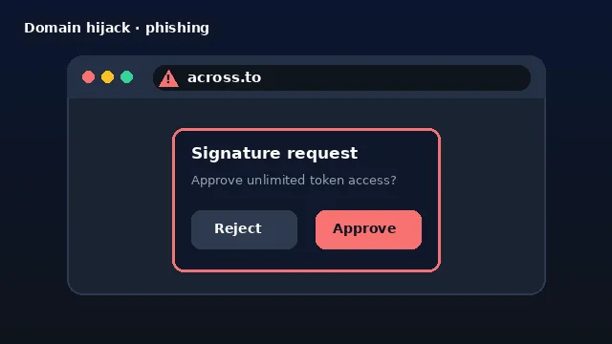 Domain hijack · phishing
across.to
Signature request
Approve unlimited token access?
Reject
Approve